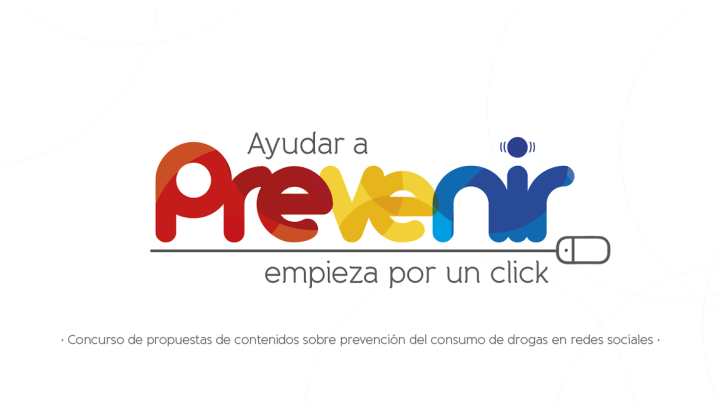 Ayudar a
Prevenir
empieza por un click
· Concurso de propuestas de contenidos sobre prevención del consumo de drogas en redes sociales ·